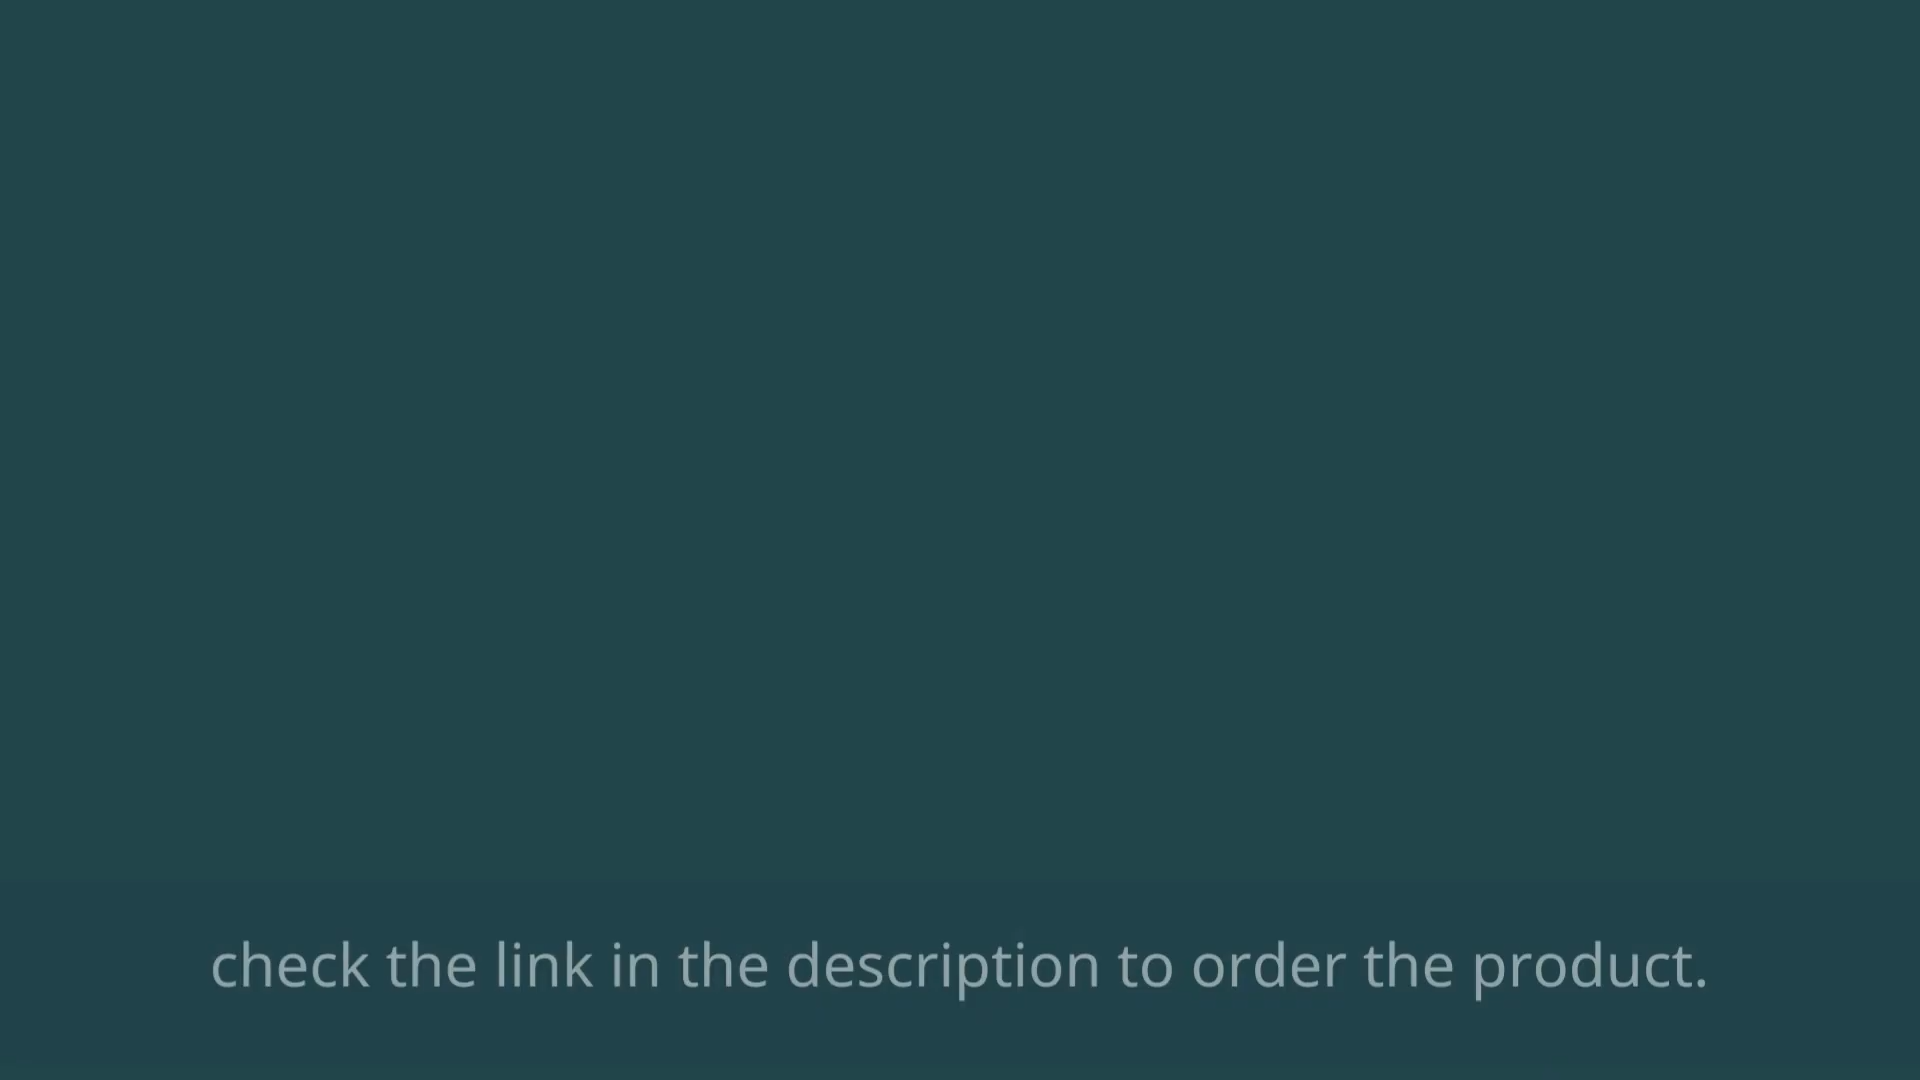 check the link in the description to order the product.